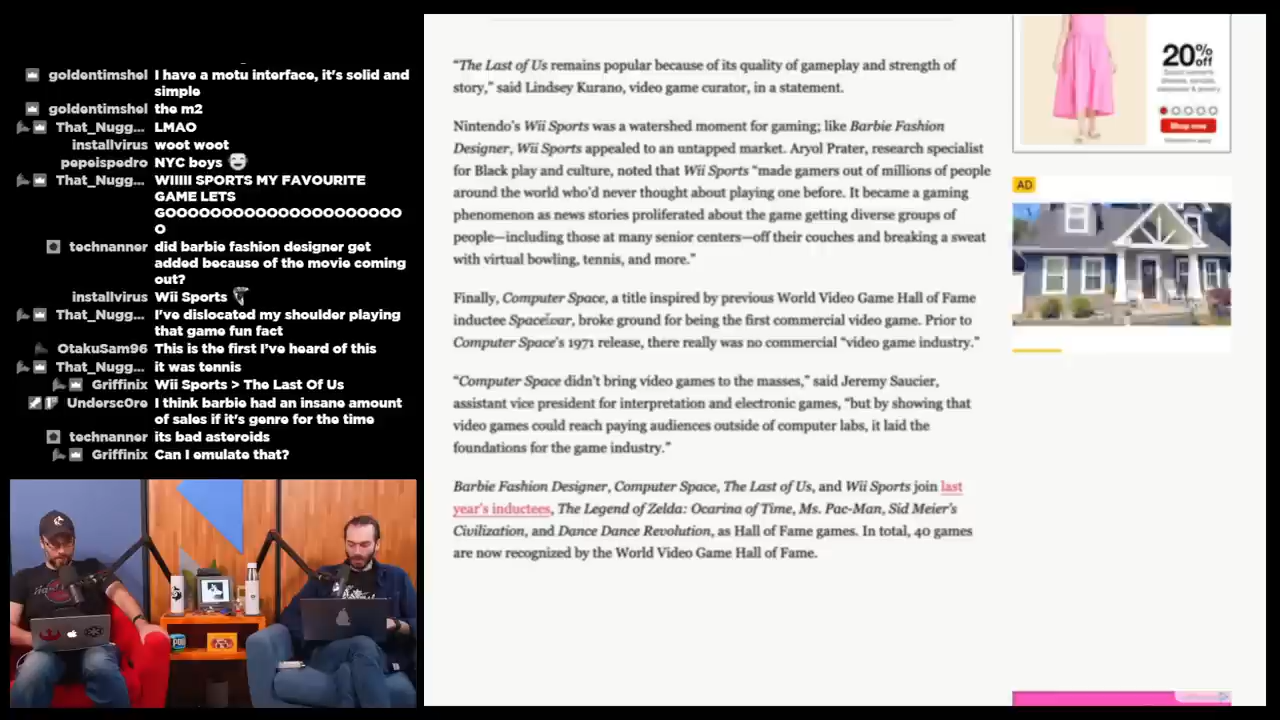 goldentimshel I have a motu interface, it's solid and
simple
goldentimshel the m2
That_Nugg... LMAO
installvirus woot woot
pepeispedro NYC boys
That_Nugg... WIIIII SPORTS MY FAVOURITE
GAME LETS
GOOOOOOOOOOOOOOOOOOOOO
O
technanner did barbie fashion designer get
added because of the movie coming
out?
installvirus Wii Sports
That_Nugg... I've dislocated my shoulder playing
that game fun fact
OtakuSam96 This is the first I've heard of this
That_Nugg... it was tennis
Griffinix Wii Sports > The Last Of Us
Undersc0re I think barbie had an insane amount
of sales if it's genre for the time
technanner its bad asteroids
Griffinix Can I emulate that?
“The Last of Us remains popular because of its quality of gameplay and strength of
story,” said Lindsey Kurano, video game curator, in a statement.
Nintendo’s Wii Sports was a watershed moment for gaming; like Barbie Fashion
Designer, Wii Sports appealed to an untapped market. Aryol Prater, research specialist
for Black play and culture, noted that Wii Sports “made gamers out of millions of people
around the world who’d never thought about playing one before. It became a gaming
phenomenon as news stories proliferated about the game getting diverse groups of
people—including those at many senior centers—off their couches and breaking a sweat
with virtual bowling, tennis, and more.”
Finally, Computer Space, a title inspired by previous World Video Game Hall of Fame
inductee Spacewar, broke ground for being the first commercial video game. Prior to
Computer Space’s 1971 release, there really was no commercial “video game industry.”
“Computer Space didn’t bring video games to the masses,” said Jeremy Saucier,
assistant vice president for interpretation and electronic games, “but by showing that
video games could reach paying audiences outside of computer labs, it laid the
foundations for the game industry.”
Barbie Fashion Designer, Computer Space, The Last of Us, and Wii Sports join last
year’s inductees, The Legend of Zelda: Ocarina of Time, Ms. Pac-Man, Sid Meier’s
Civilization, and Dance Dance Revolution, as Hall of Fame games. In total, 40 games
are now recognized by the World Video Game Hall of Fame.
20%
off
Shop now
AD